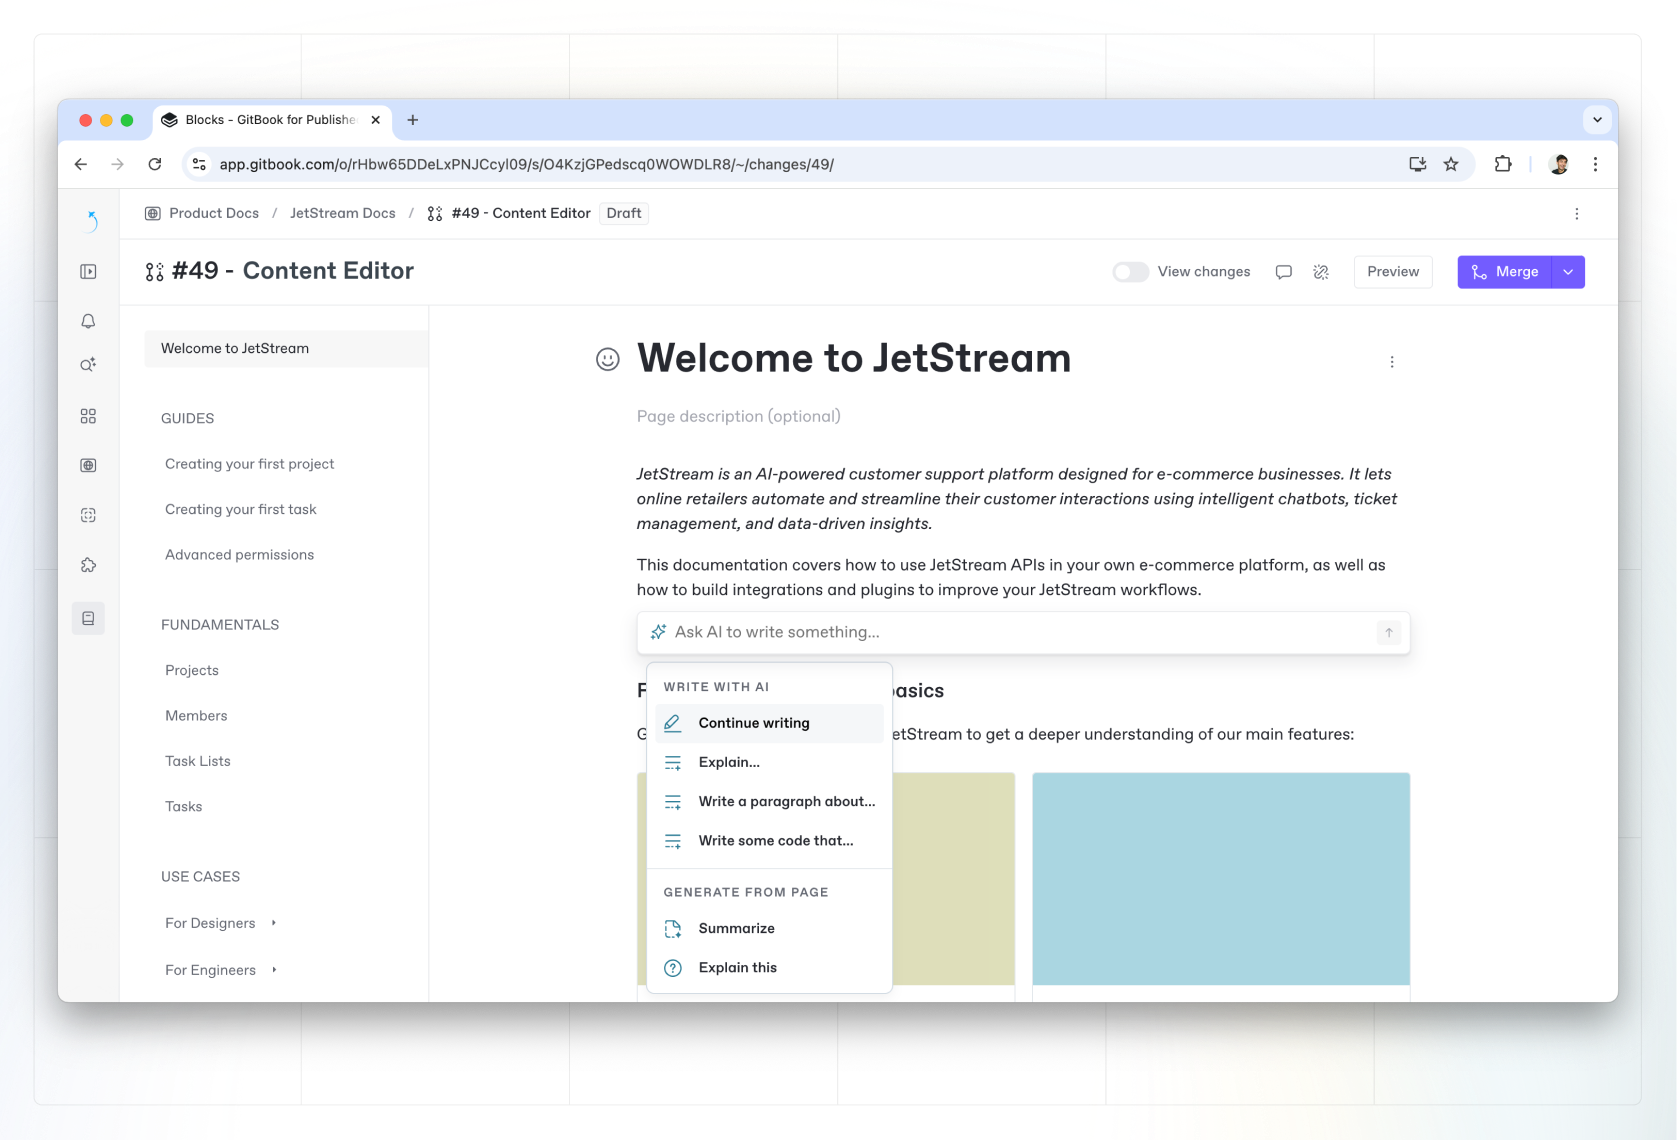 Blocks - GitBook for Publishe
app.gitbook.com/o/rHbw65DDeLxPNJCcyl09/s/O4KzjGPedscq0WOWDLR8/~/changes/49/
Product Docs / JetStream Docs / #49 - Content Editor Draft
#49 - Content Editor
View changes
Preview
Merge
Welcome to JetStream
GUIDES
Creating your first project
Creating your first task
Advanced permissions
FUNDAMENTALS
Projects
Members
Task Lists
Tasks
USE CASES
For Designers
For Engineers
Welcome to JetStream
Page description (optional)
JetStream is an AI-powered customer support platform designed for e-commerce businesses. It lets
online retailers automate and streamline their customer interactions using intelligent chatbots, ticket
management, and data-driven insights.
This documentation covers how to use JetStream APIs in your own e-commerce platform, as well as
how to build integrations and plugins to improve your JetStream workflows.
Ask AI to write something...
WRITE WITH AI
Continue writing
Explain...
Write a paragraph about...
Write some code that...
GENERATE FROM PAGE
Summarize
Explain this
asics
etStream to get a deeper understanding of our main features: